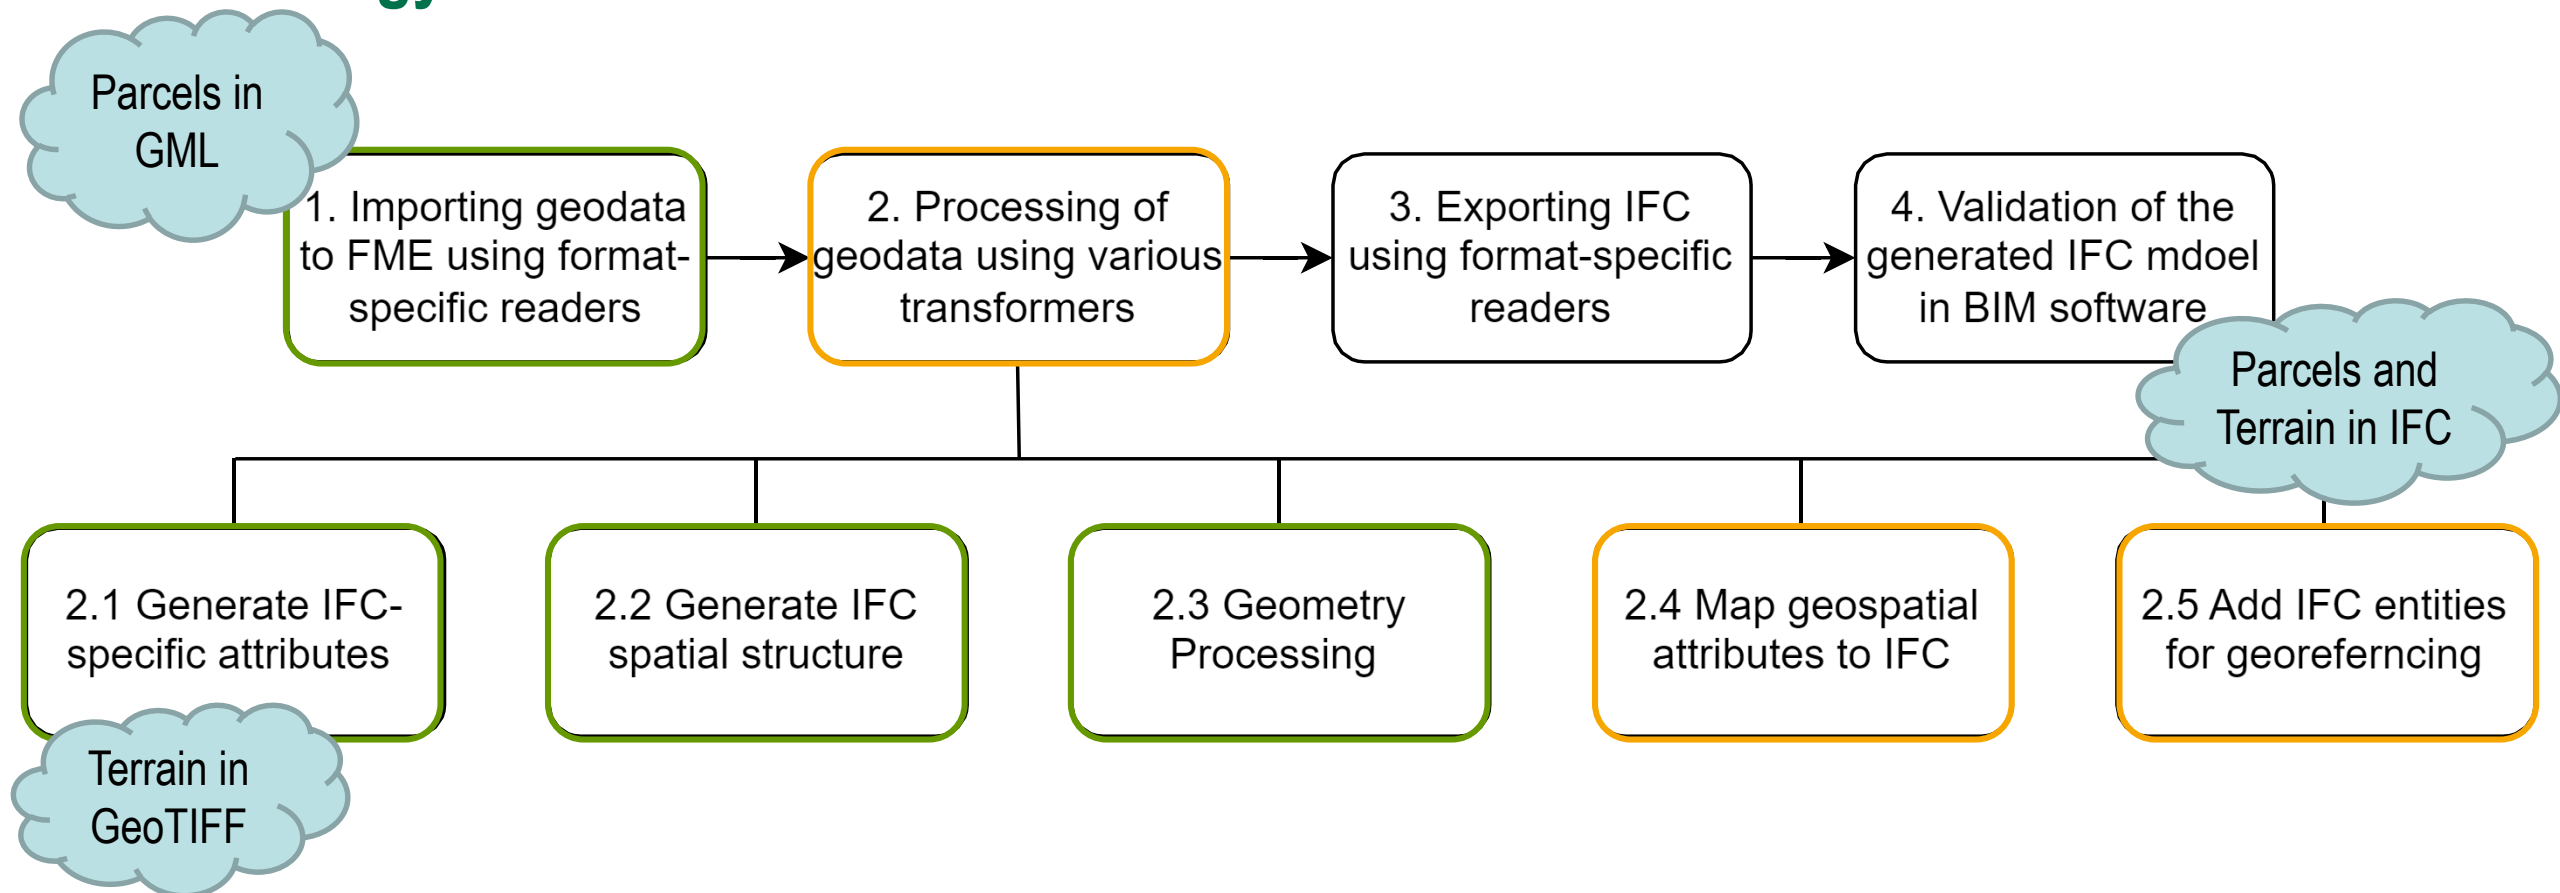 Parcels in
GML
1. Importing geodata
to FME using format-
specific readers
2. Processing of
geodata using various
transformers
3. Exporting IFC
using format-specific
readers
4. Validation of the
generated IFC mdoel
in BIM software
Parcels and
Terrain in IFC
2.1 Generate IFC-
specific attributes
2.2 Generate IFC
spatial structure
2.3 Geometry
Processing
2.4 Map geospatial
attributes to IFC
2.5 Add IFC entities
for georeferncing
Terrain in
GeoTIFF